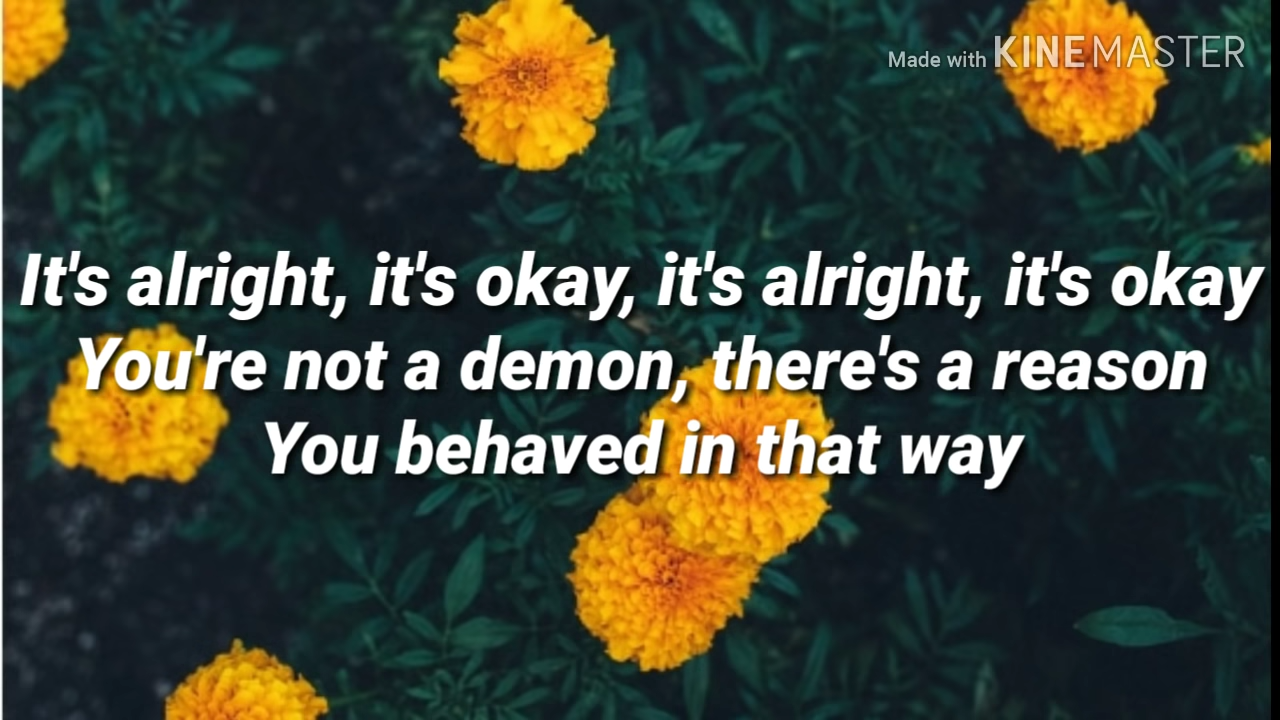 Made with KINEMASTER
It's alright, it's okay, it's alright, it's okay
You're not a demon, there's a reason
You behaved in that way